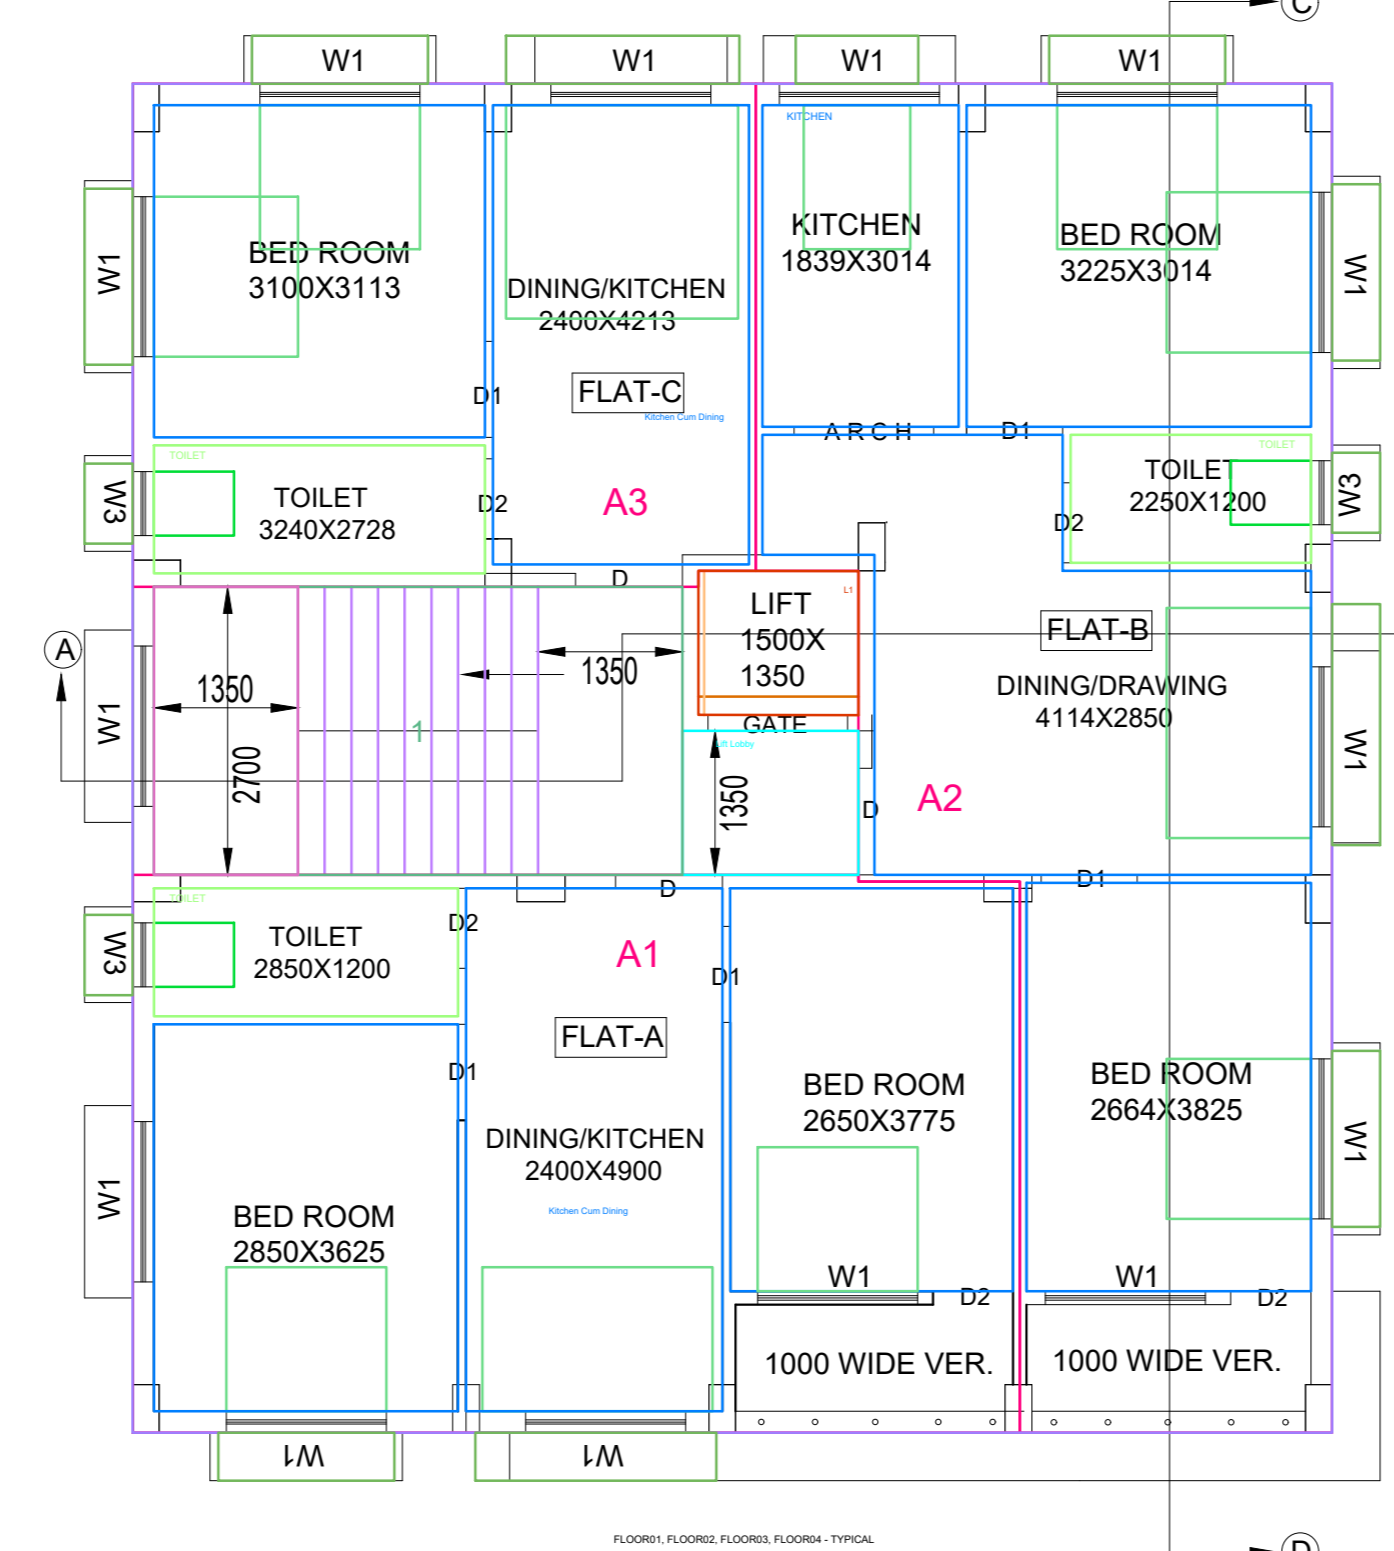 C
W1
W1
W1
W1
KITCHEN
W1
BED ROOM
3100X3113
DINING/KITCHEN
2400X4213
KITCHEN
1839X3014
BED ROOM
3225X3014
W1
D1
FLAT-C
Kitchen Cum Dining
ARCH
D1
TOILET
W3
TOILET
3240X2728
D2
A3
TOILET
TOILET
2250X1200
D2
W3
D
LIFT
1500X
1350
L1
FLAT-B
A
1350
1350
DINING/DRAWING
4114X2850
W1
2700
1
GATE
Lift Lobby
1350
W1
D
A2
D
D1
TOILET
W3
TOILET
2850X1200
D2
A1
D1
FLAT-A
D1
BED ROOM
2650X3775
BED ROOM
2664X3825
W1
W1
DINING/KITCHEN
2400X4900
Kitchen Cum Dining
BED ROOM
2850X3625
W1
D2
W1
D2
1000 WIDE VER.
1000 WIDE VER.
W1
W1
FLOOR01, FLOOR02, FLOOR03, FLOOR04 - TYPICAL
D